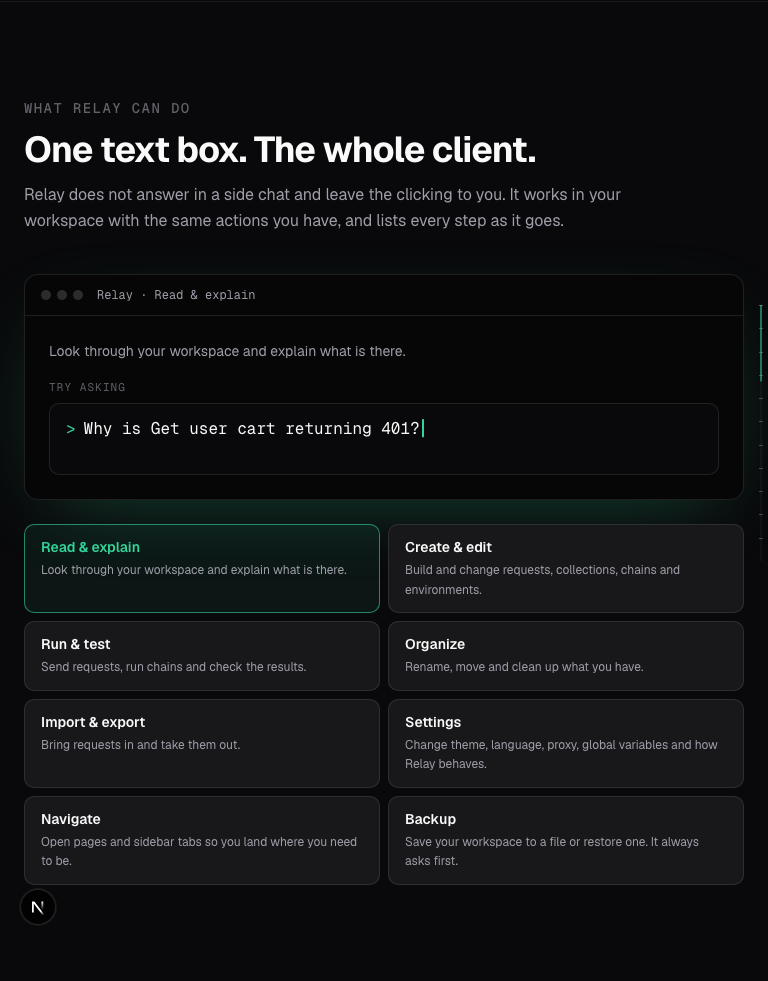 WHAT RELAY CAN DO
One text box. The whole client.
Relay does not answer in a side chat and leave the clicking to you. It works in your
workspace with the same actions you have, and lists every step as it goes.
Relay · Read & explain
Look through your workspace and explain what is there.
TRY ASKING
> Why is Get user cart returning 401?
Read & explain
Look through your workspace and explain what is there.
Create & edit
Build and change requests, collections, chains and
environments.
Run & test
Send requests, run chains and check the results.
Organize
Rename, move and clean up what you have.
Import & export
Bring requests in and take them out.
Settings
Change theme, language, proxy, global variables and how
Relay behaves.
Navigate
Open pages and sidebar tabs so you land where you need
to be.
Backup
Save your workspace to a file or restore one. It always
asks first.
N